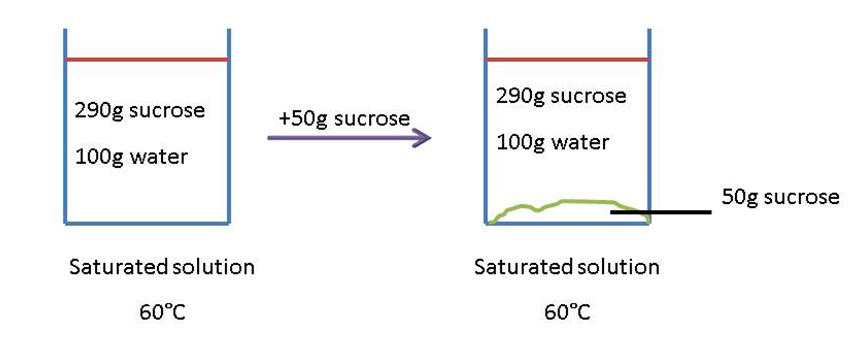 290g sucrose
100g water
Saturated solution
60°C
+50g sucrose
290g sucrose
100g water
50g sucrose
Saturated solution
60°C